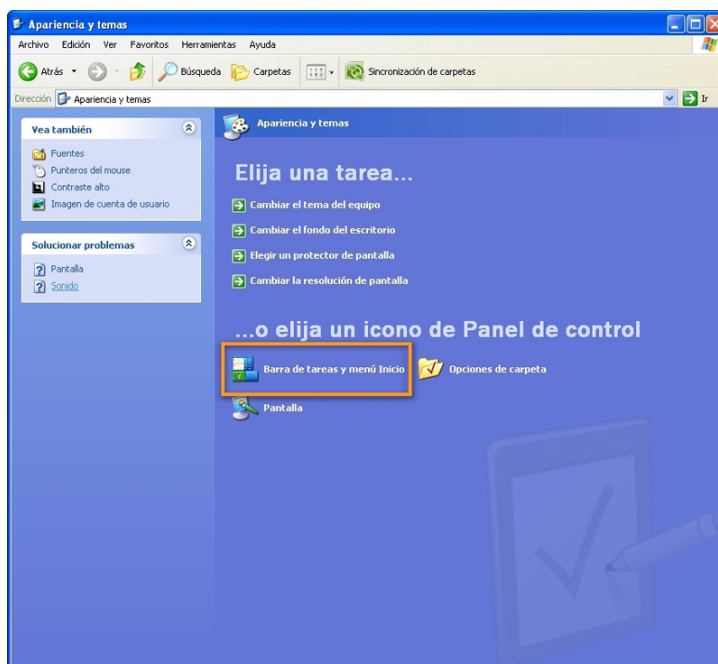 Apariencia y temas
Archivo Edición Ver Favoritos Herramientas Ayuda
Atrás Búsqueda Carpetas Sincronización de carpetas
Dirección Apariencia y temas Ir
Vea también
Fuentes
Punteros del mouse
Contraste alto
Imagen de cuenta de usuario
Solucionar problemas
Pantalla
Sonido
Apariencia y temas
Elija una tarea...
Cambiar el tema del equipo
Cambiar el fondo del escritorio
Elegir un protector de pantalla
Cambiar la resolución de pantalla
...o elija un icono de Panel de control
Barra de tareas y menú Inicio Opciones de carpeta
Pantalla